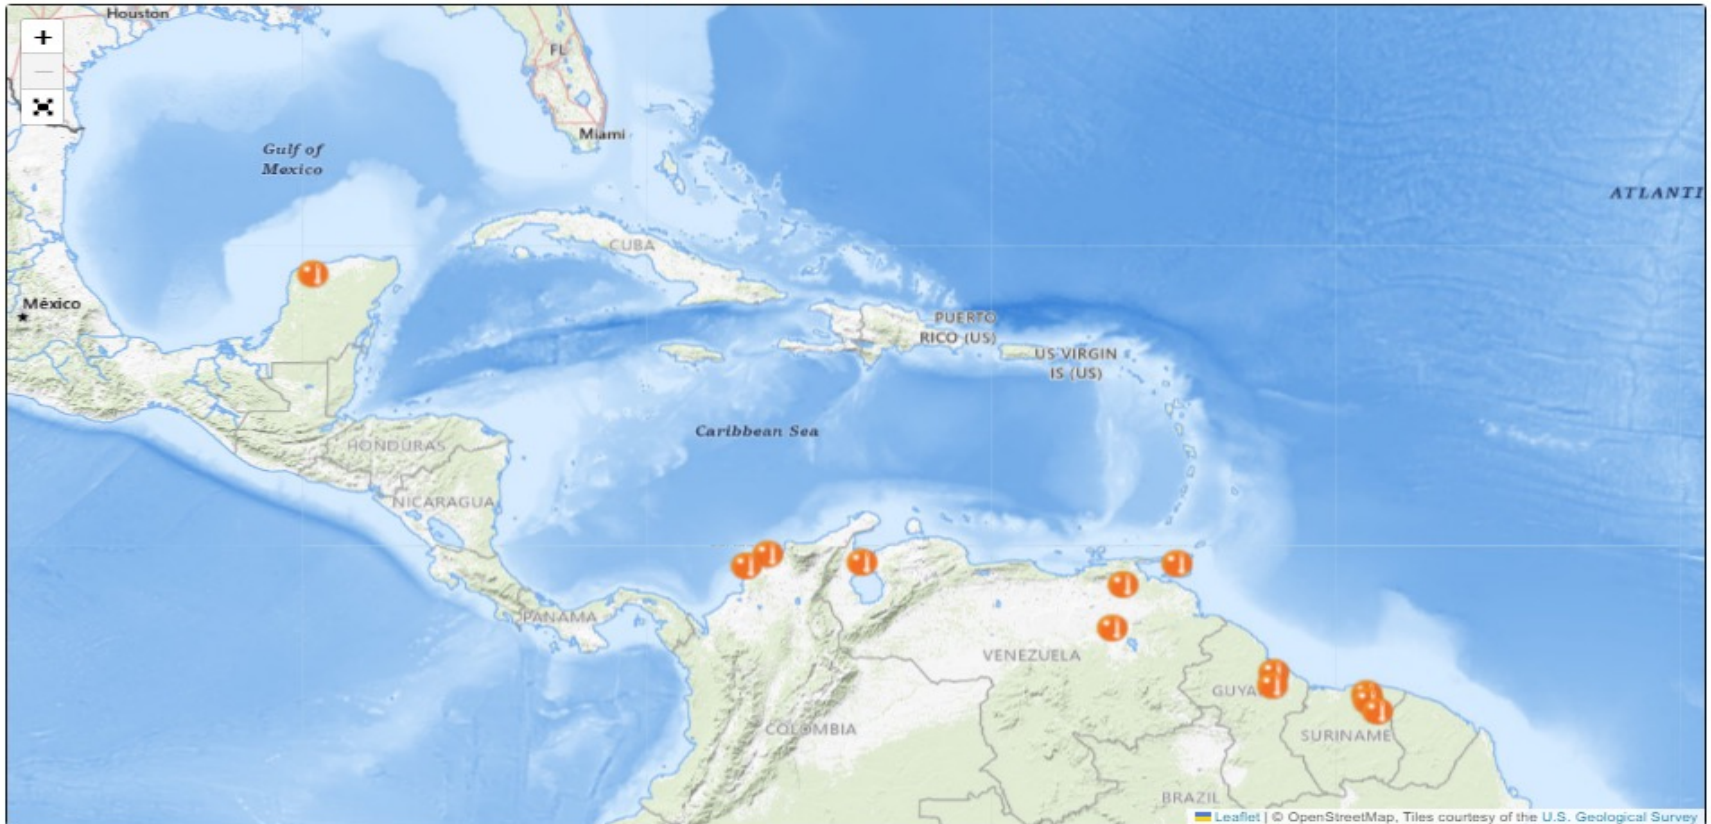 Houston
+
FL
Miami
Gulf of
Mexico
ATLANTI
CUBA
México
PUERTO
RICO (US)
US VIRGIN
IS (US)
Caribbean Sea
HONDURAS
NICARAGUA
PANAMA
VENEZUELA
GUYA
COLOMBIA
SURINAME
BRAZIL
Leaflet | © OpenStreetMap, Tiles courtesy of the U.S. Geological Survey